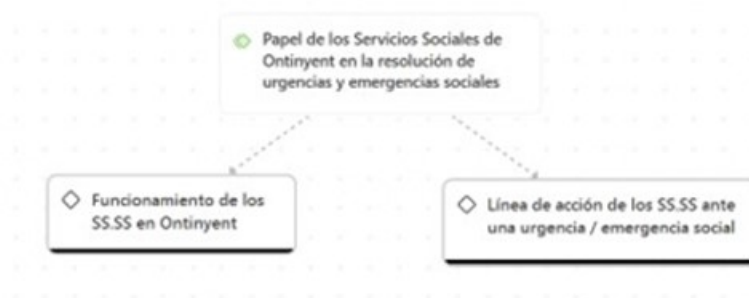 Papel de los Servicios Sociales de
Ontinyent en la resolución de
urgencias y emergencias sociales
Funcionamiento de los
SS.SS en Ontinyent
Línea de acción de los SS.SS ante
una urgencia / emergencia social